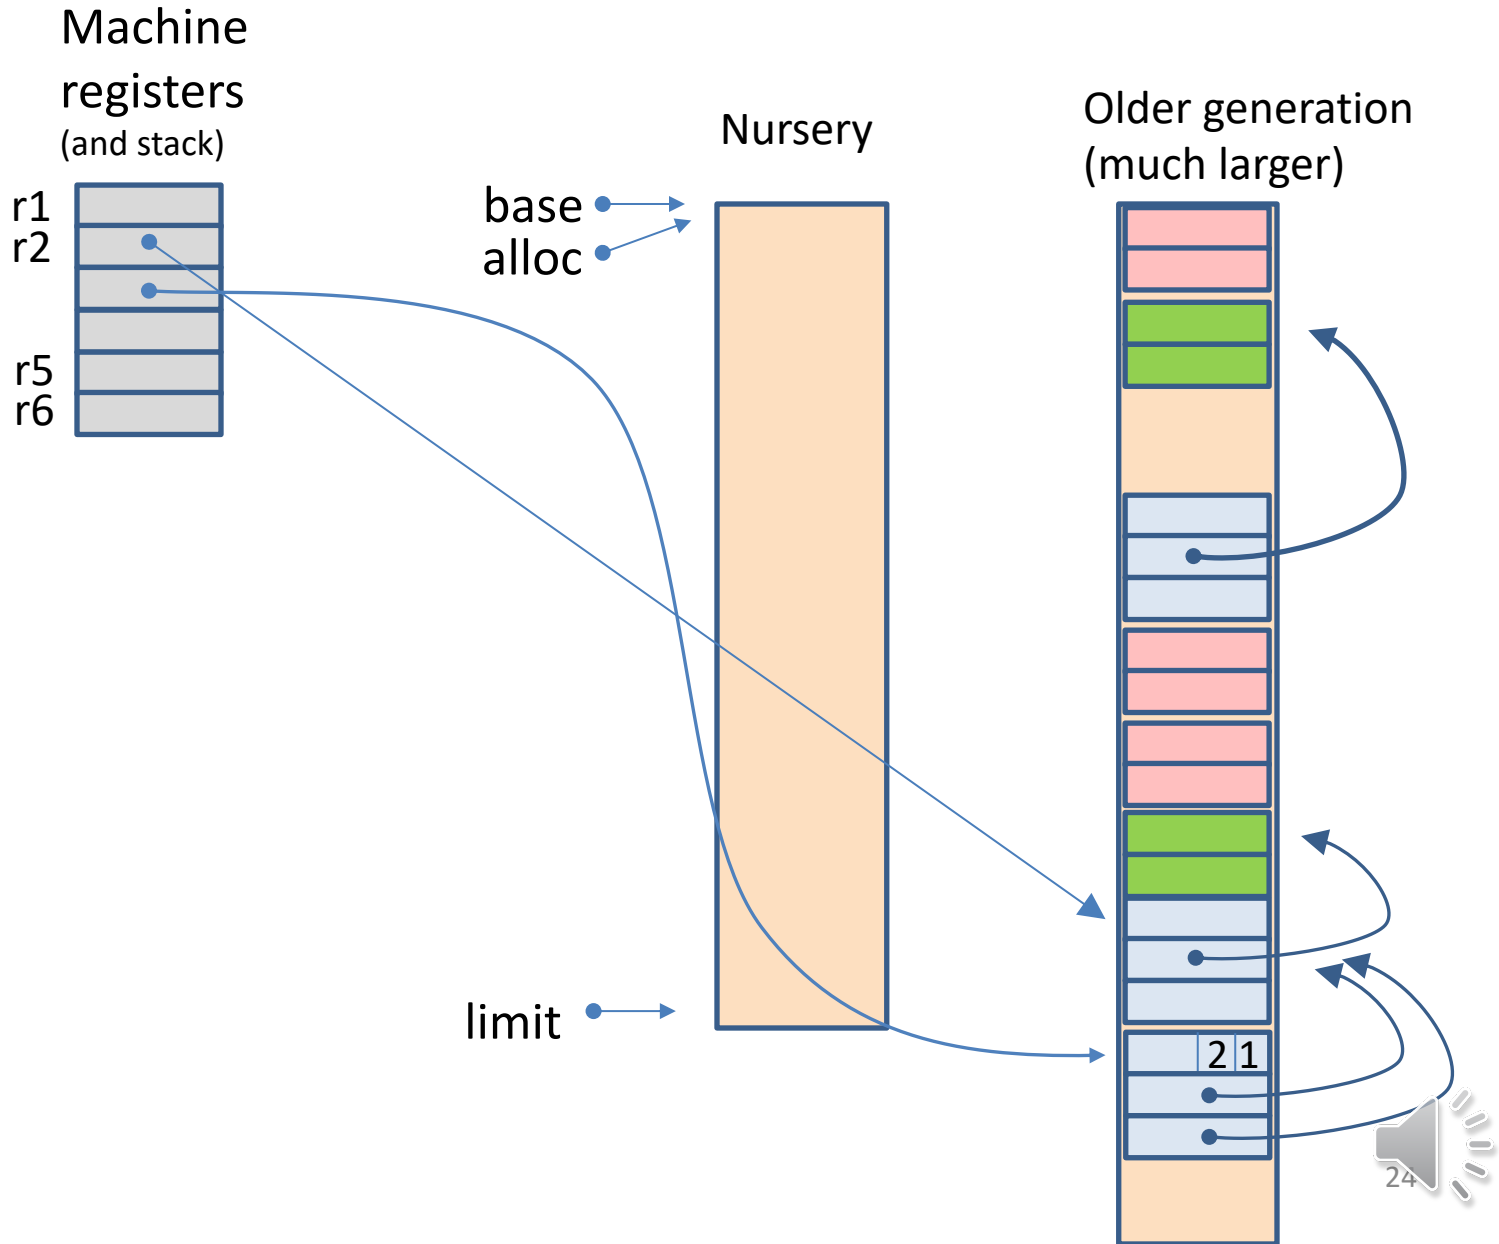 Machine
registers
(and stack)
r1
r2
r5
r6
base
alloc
limit
Nursery
Older generation
(much larger)
2 1
24